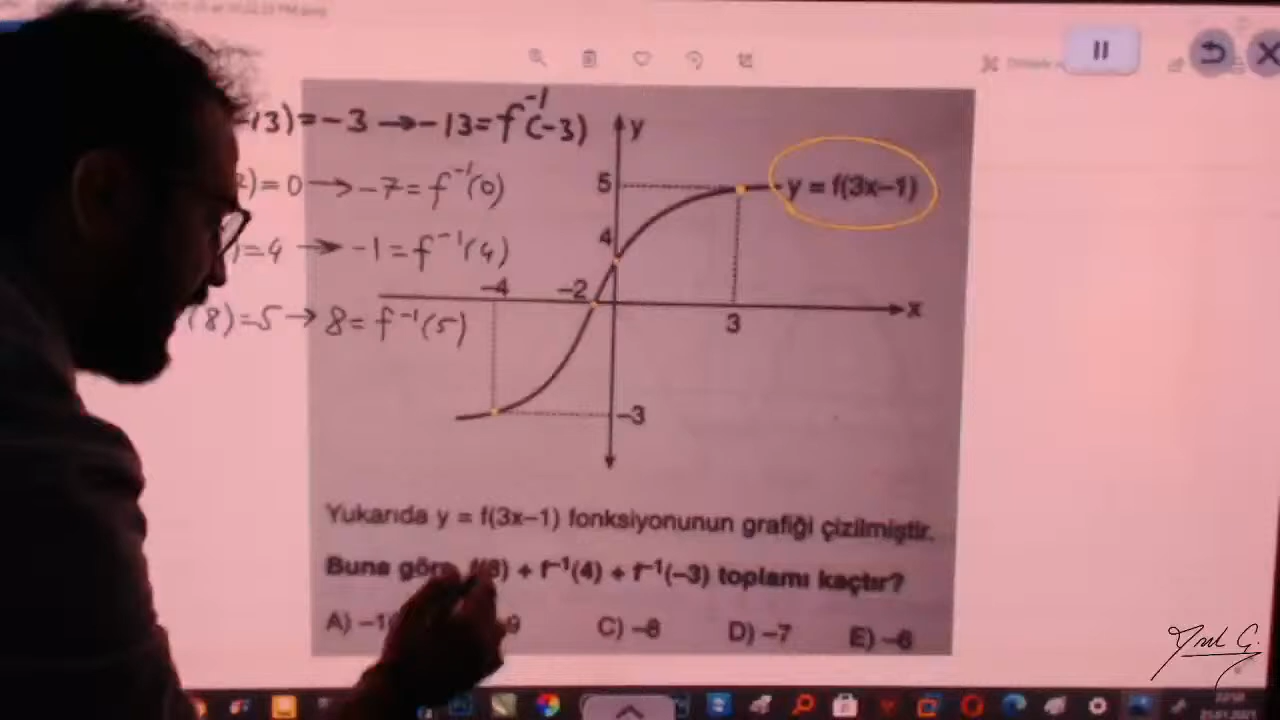 -13)=-3→-13=f⁻¹(-3)
)=0→-7=f⁻¹(0)
)=4→-1=f⁻¹(4)
(8)=5→8=f⁻¹(5)
y
5
y = f(3x–1)
4
–4
–2
x
3
–3
Yukarıda y = f(3x–1) fonksiyonunun grafiği çizilmiştir.
Buna göre, f(8) + f⁻¹(4) + f⁻¹(–3) toplamı kaçtır?
A) –1
9
C) –8
D) –7
E) –6